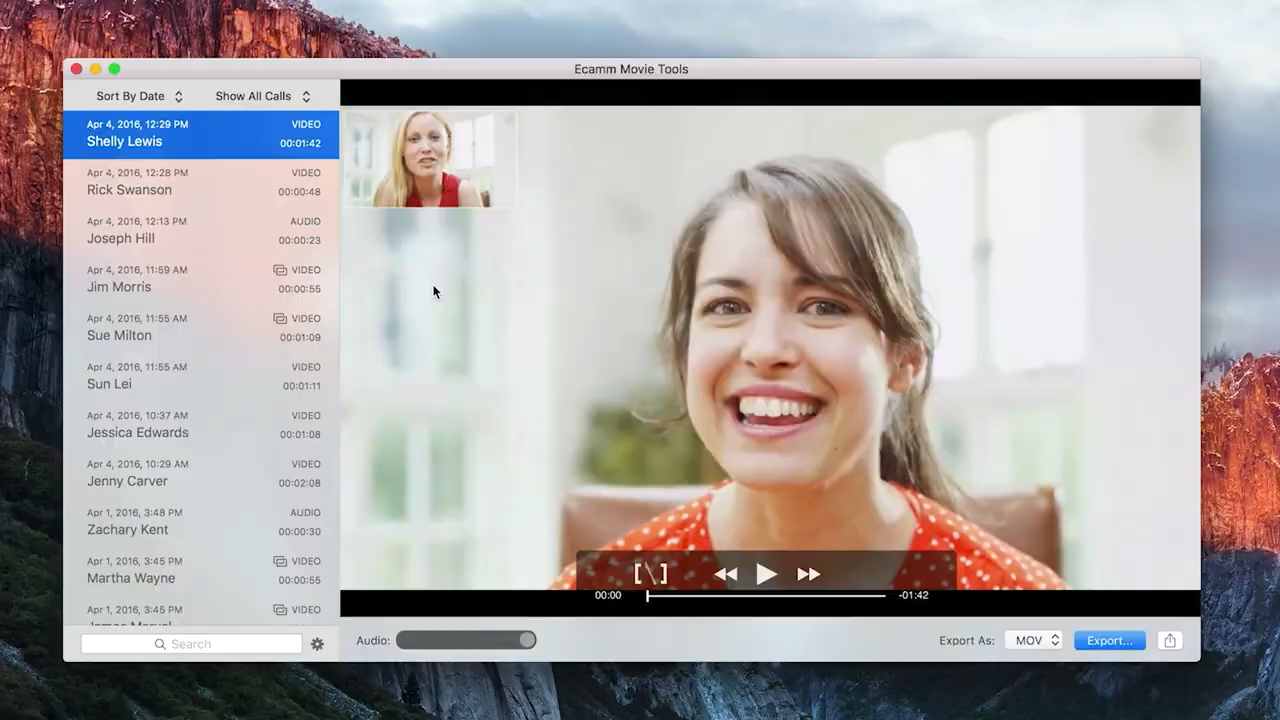 Ecamm Movie Tools
Sort By Date Show All Calls
Apr 4, 2016, 12:29 PM VIDEO
Shelly Lewis 00:01:42
Apr 4, 2016, 12:28 PM VIDEO
Rick Swanson 00:00:48
Apr 4, 2016, 12:13 PM AUDIO
Joseph Hill 00:00:23
Apr 4, 2016, 11:59 AM VIDEO
Jim Morris 00:00:55
Apr 4, 2016, 11:55 AM VIDEO
Sue Milton 00:01:09
Apr 4, 2016, 11:55 AM VIDEO
Sun Lei 00:01:11
Apr 4, 2016, 10:37 AM VIDEO
Jessica Edwards 00:01:08
Apr 4, 2016, 10:29 AM VIDEO
Jenny Carver 00:02:08
Apr 1, 2016, 3:48 PM AUDIO
Zachary Kent 00:00:30
Apr 1, 2016, 3:45 PM VIDEO
Martha Wayne 00:00:55
Apr 1, 2016, 3:45 PM VIDEO
00:00 -01:42
Search Audio: Export As: MOV Export...